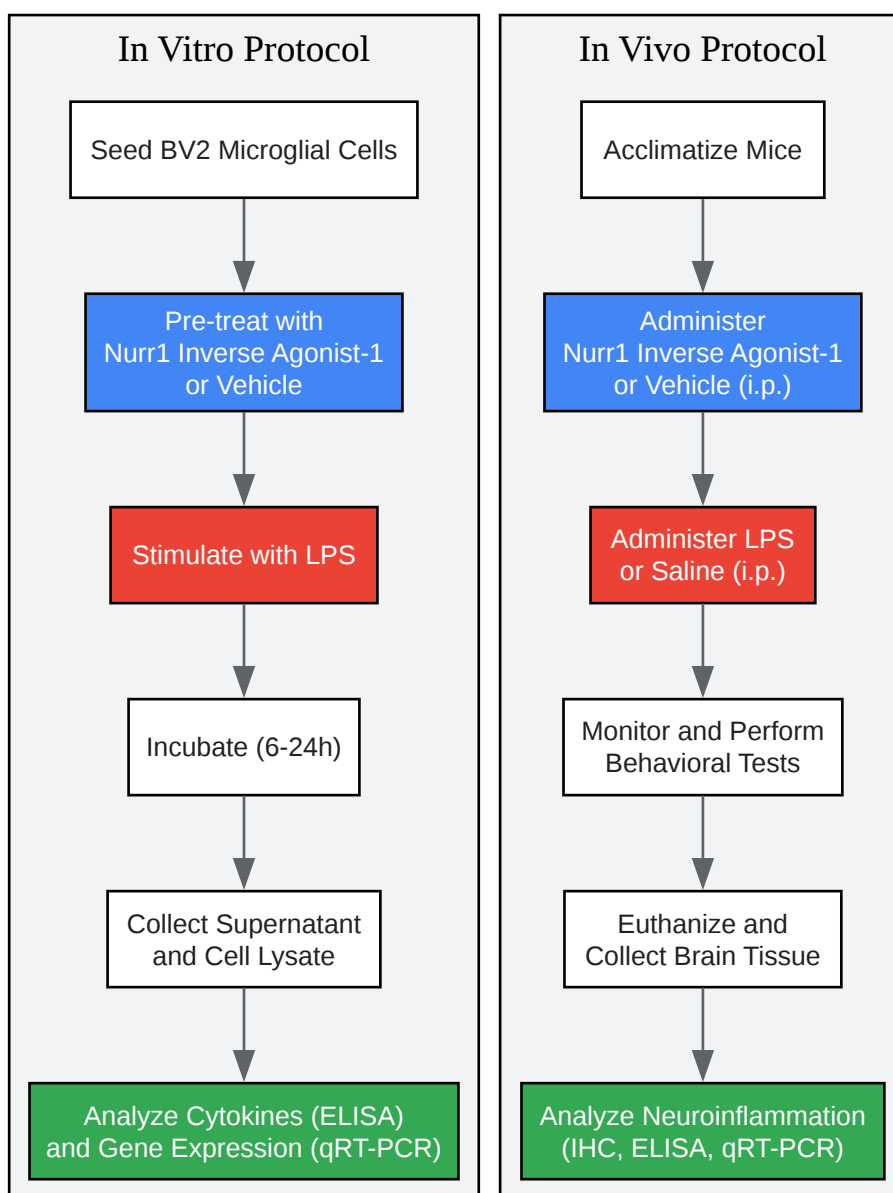 In Vitro Protocol
Seed BV2 Microglial Cells
Pre-treat with
Nurr1 Inverse Agonist-1
or Vehicle
Stimulate with LPS
Incubate (6-24h)
Collect Supernatant
and Cell Lysate
Analyze Cytokines (ELISA)
and Gene Expression (qRT-PCR)
In Vivo Protocol
Acclimatize Mice
Administer
Nurr1 Inverse Agonist-1
or Vehicle (i.p.)
Administer LPS
or Saline (i.p.)
Monitor and Perform
Behavioral Tests
Euthanize and
Collect Brain Tissue
Analyze Neuroinflammation
(IHC, ELISA, qRT-PCR)